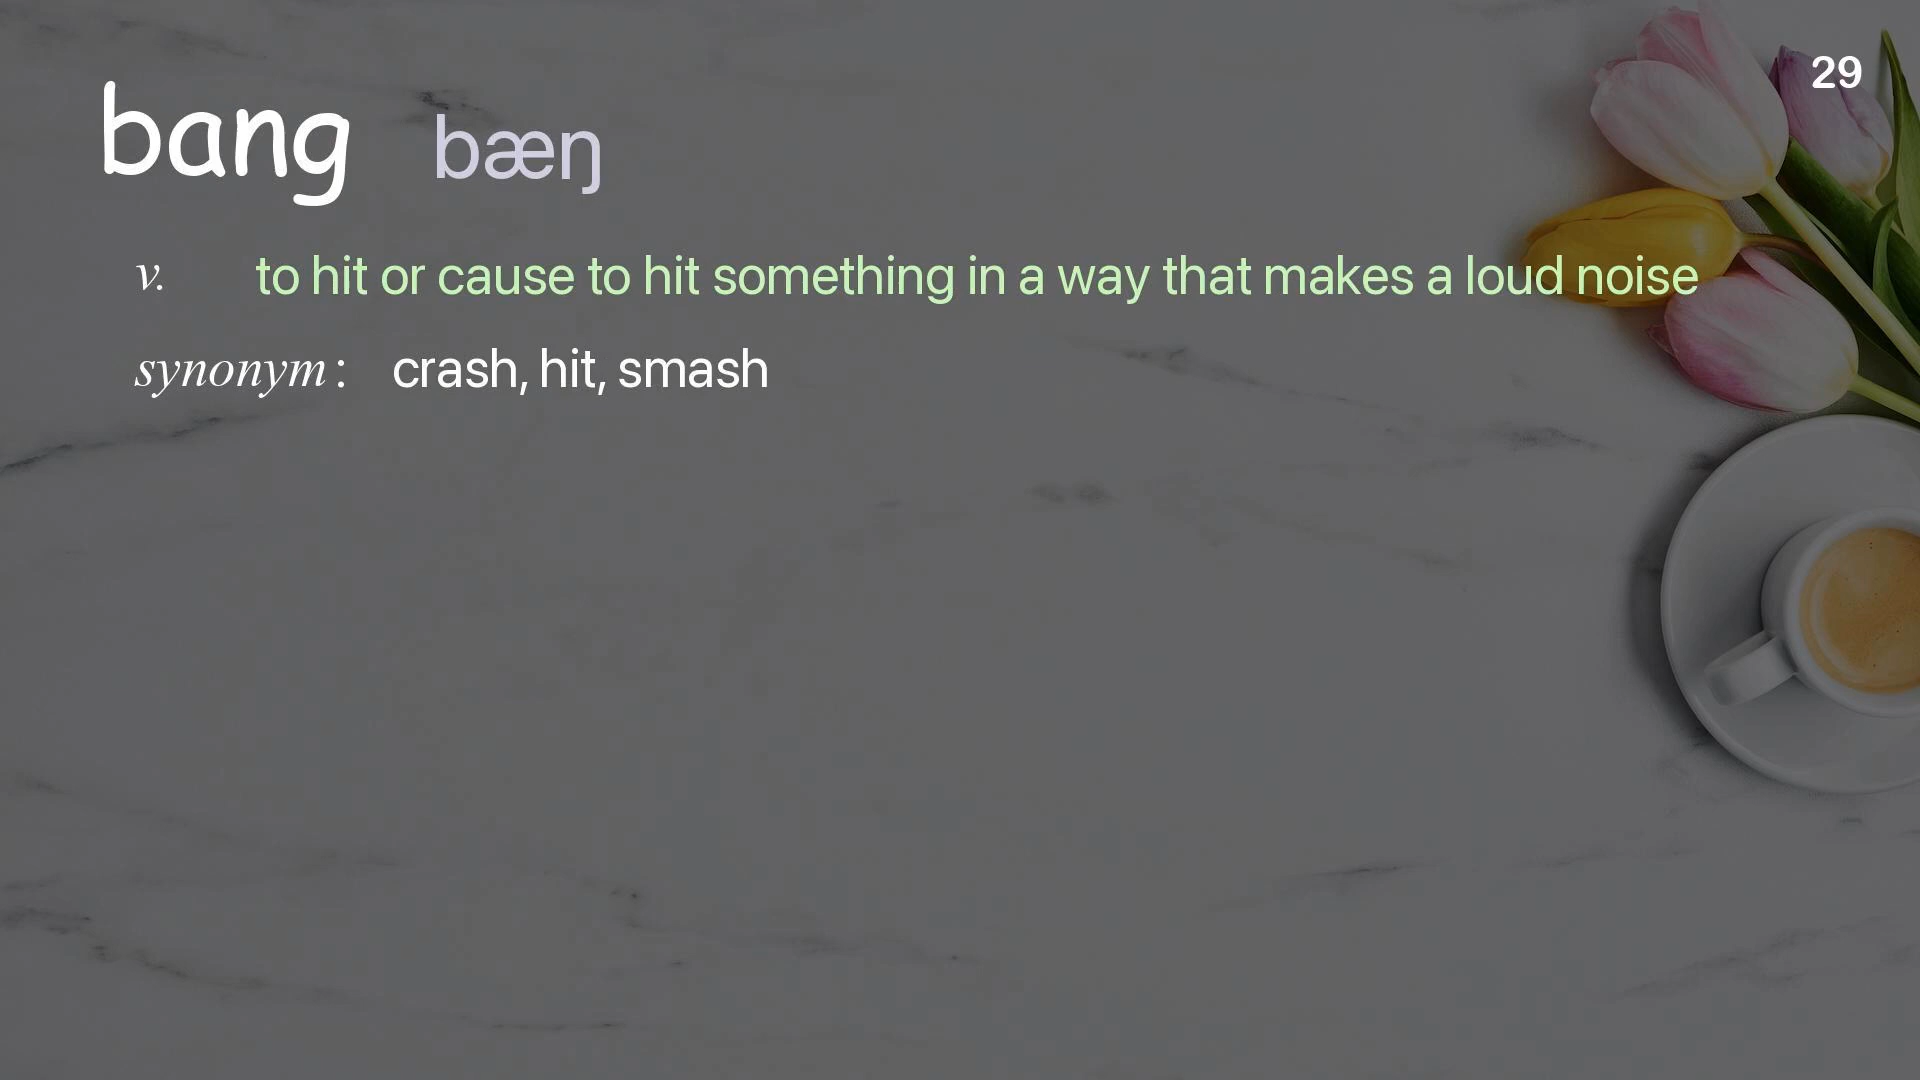 29
bang bæŋ
v. to hit or cause to hit something in a way that makes a loud noise
synonym : crash, hit, smash